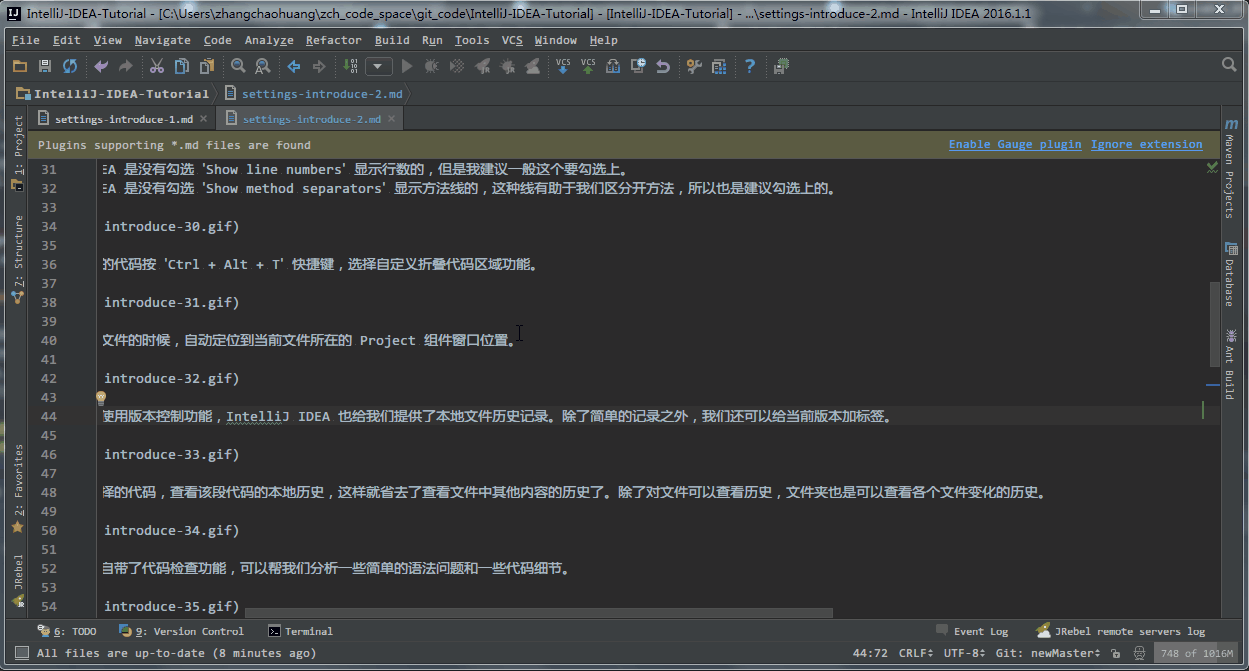 IntelliJ-IDEA-Tutorial - [C:\Users\zhangchaohuang\zch_code_space\git_code\IntelliJ-IDEA-Tutorial] - [IntelliJ-IDEA-Tutorial] - ...\settings-introduce-2.md - IntelliJ IDEA 2016.1.1
File Edit View Navigate Code Analyze Refactor Build Run Tools VCS Window Help
VCS VCS
IntelliJ-IDEA-Tutorial settings-introduce-2.md
settings-introduce-1.md settings-introduce-2.md
Plugins supporting *.md files are found Enable Gauge plugin Ignore extension
31 EA 是没有勾选 'Show line numbers' 显示行数的，但是我建议一般这个要勾选上。
32 EA 是没有勾选 'Show method separators' 显示方法线的，这种线有助于我们区分开方法，所以也是建议勾选上的。
33
34 introduce-30.gif)
35
36 的代码按 'Ctrl + Alt + T' 快捷键，选择自定义折叠代码区域功能。
37
38 introduce-31.gif)
39
40 文件的时候，自动定位到当前文件所在的 Project 组件窗口位置。
41
42 introduce-32.gif)
43
44 使用版本控制功能，IntelliJ IDEA 也给我们提供了本地文件历史记录。除了简单的记录之外，我们还可以给当前版本加标签。
45
46 introduce-33.gif)
47
48 择的代码，查看该段代码的本地历史，这样就省去了查看文件中其他内容的历史了。除了对文件可以查看历史，文件夹也是可以查看各个文件变化的历史。
49
50 introduce-34.gif)
51
52 自带了代码检查功能，可以帮我们分析一些简单的语法问题和一些代码细节。
53
54 introduce-35.gif)
1: Project
7: Structure
2: Favorites
JRebel
Maven Projects
Database
Ant Build
6: TODO 9: Version Control Terminal Event Log JRebel remote servers log
All files are up-to-date (8 minutes ago) 44:72 CRLF UTF-8 Git: newMaster 748 of 1016M